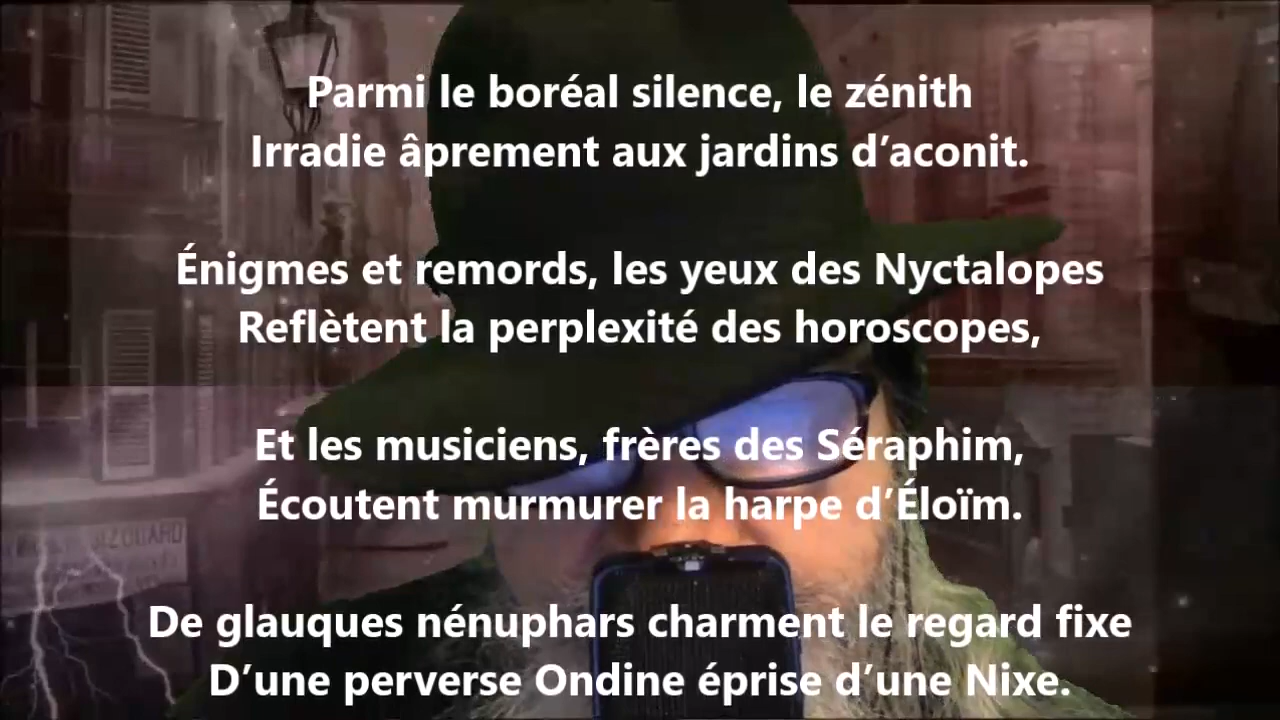 Parmi le boréal silence, le zénith
Irradie âprement aux jardins d’aconit.
Énigmes et remords, les yeux des Nyctalopes
Reflètent la perplexité des horoscopes,
Et les musiciens, frères des Séraphim,
Écoutent murmurer la harpe d’Éloïm.
De glauques nénuphars charment le regard fixe
D’une perverse Ondine éprise d’une Nixe.